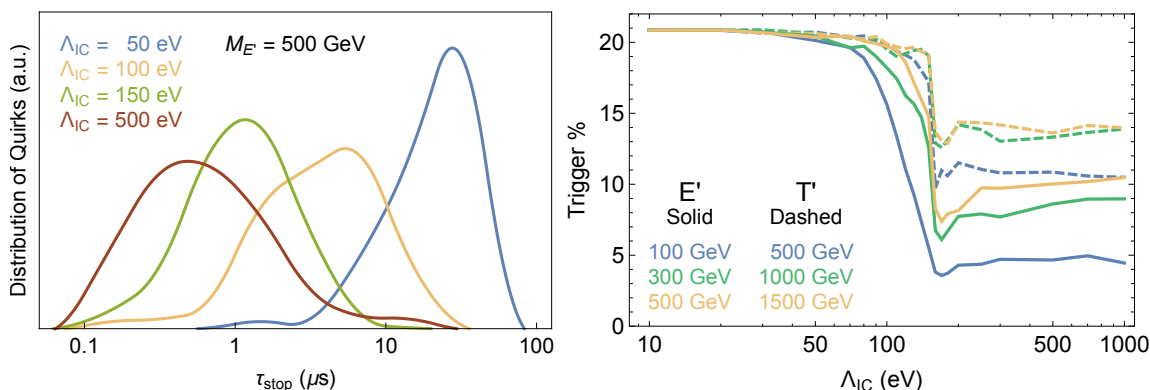 Λ_IC = 50 eV
Λ_IC = 100 eV
Λ_IC = 150 eV
Λ_IC = 500 eV
M_E' = 500 GeV
Distribution of Quirks (a.u.)
0.1 1 10 100
τ_stop (μs)
Trigger %
20
15
10
5
0
E' T'
Solid Dashed
100 GeV 500 GeV
300 GeV 1000 GeV
500 GeV 1500 GeV
10 50 100 500 1000
Λ_IC (eV)